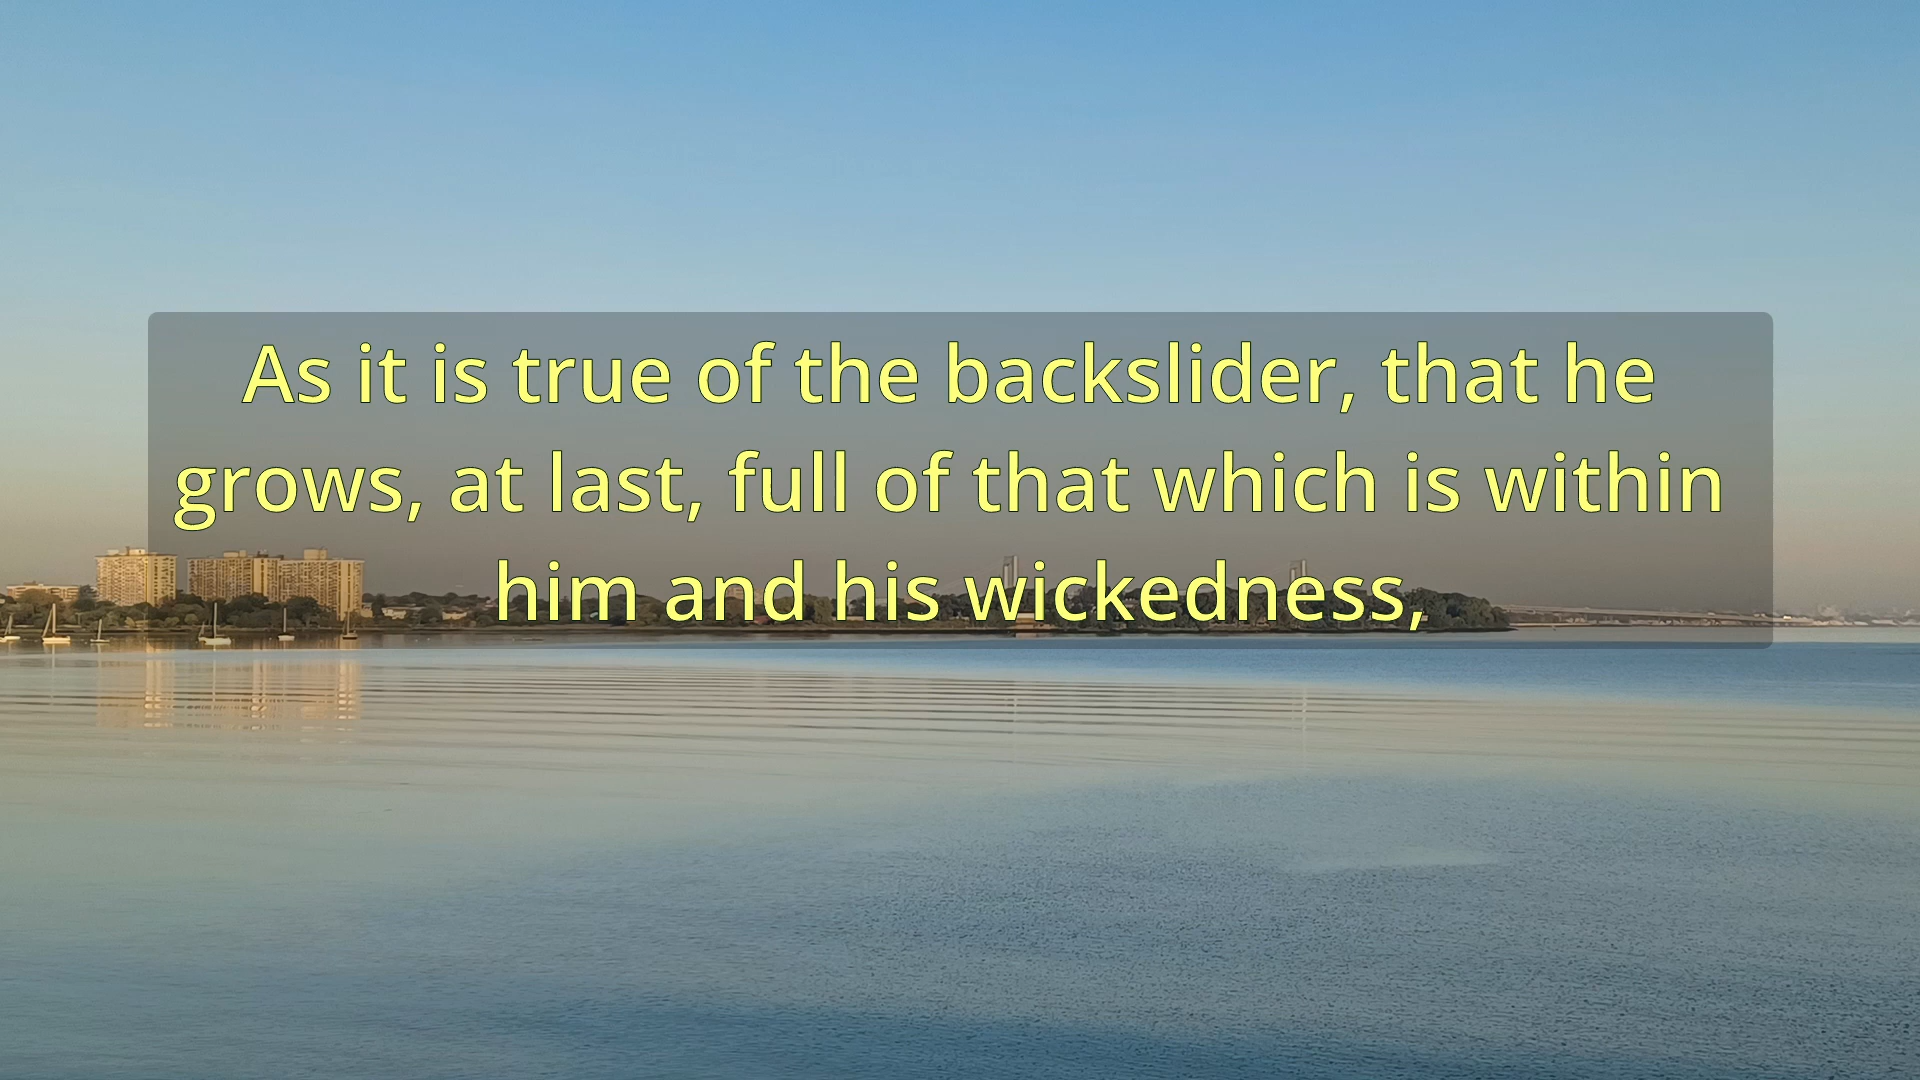 As it is true of the backslider, that he
grows, at last, full of that which is within
him and his wickedness,